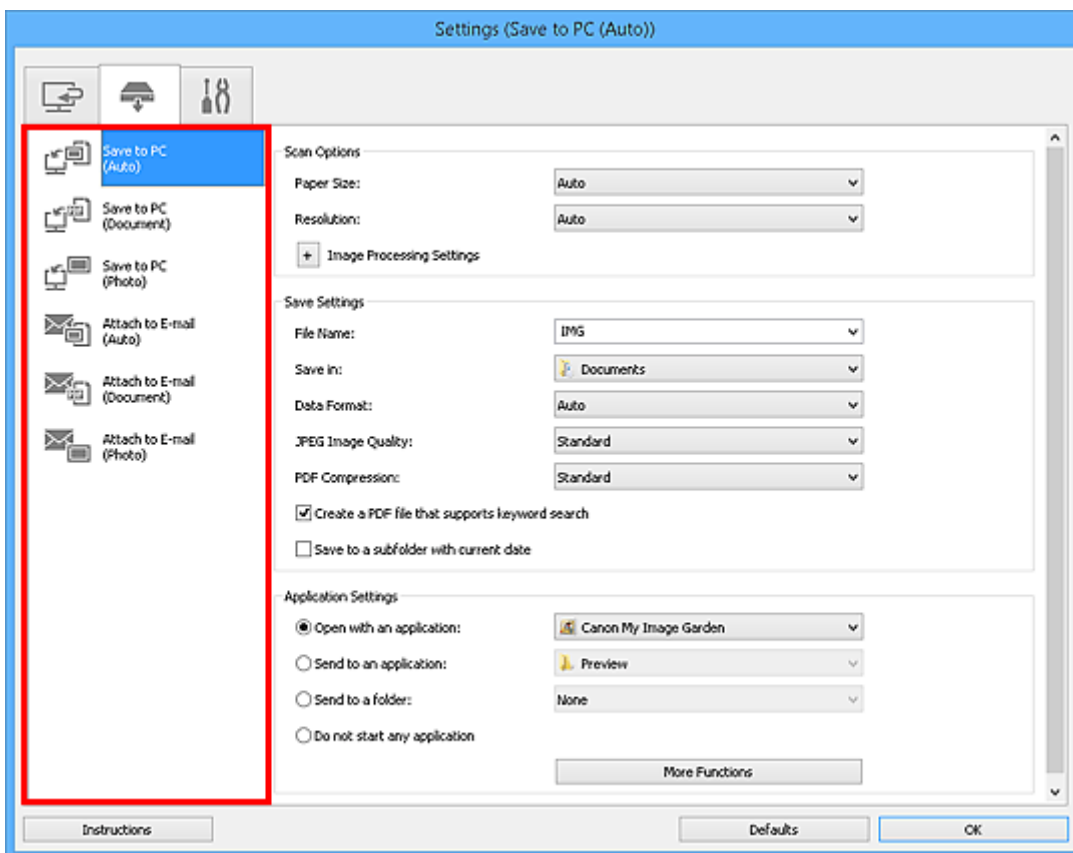 Settings (Save to PC (Auto))
Save to PC
(Auto)
Save to PC
(Document)
Save to PC
(Photo)
Attach to E-mail
(Auto)
Attach to E-mail
(Document)
Attach to E-mail
(Photo)
Scan Options
Paper Size: Auto
Resolution: Auto
+ Image Processing Settings
Save Settings
File Name: IMG
Save in: Documents
Data Format: Auto
JPEG Image Quality: Standard
PDF Compression: Standard
Create a PDF file that supports keyword search
Save to a subfolder with current date
Application Settings
Open with an application: Canon My Image Garden
Send to an application: Preview
Send to a folder: None
Do not start any application
More Functions
Instructions Defaults OK